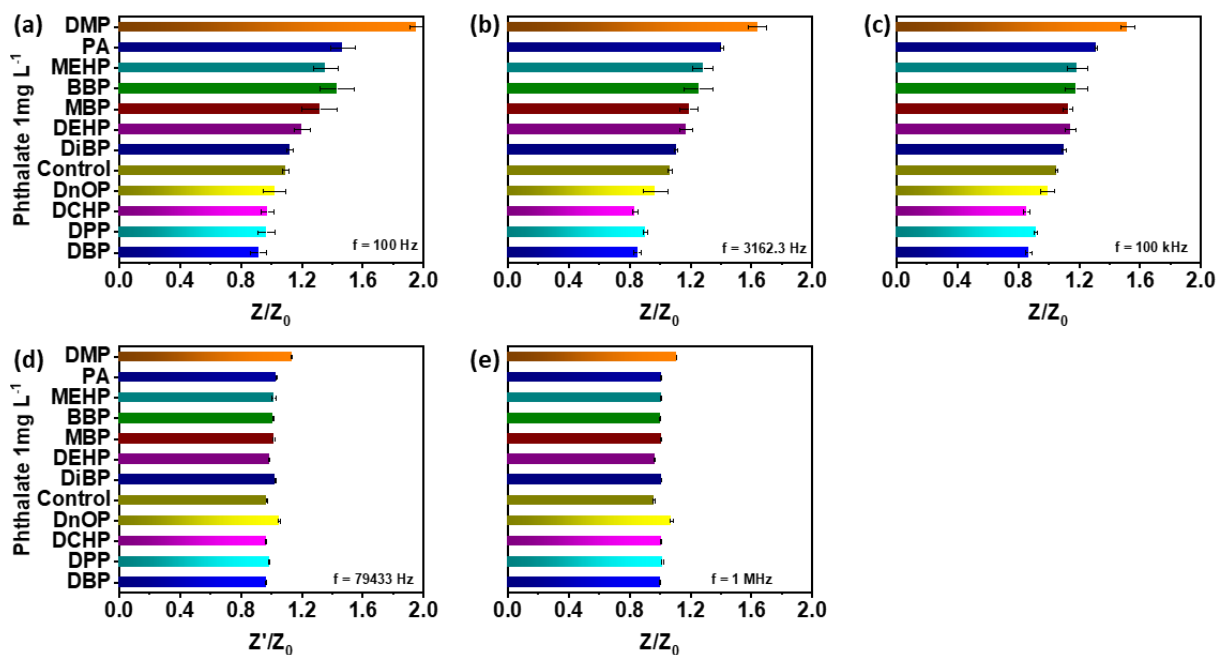 (a)
Phthalate 1mg L⁻¹
DMP
PA
MEHP
BBP
MBP
DEHP
DiBP
Control
DnOP
DCHP
DPP
DBP
f = 100 Hz
0.0 0.4 0.8 1.2 1.6 2.0
Z/Z₀
(b)
f = 3162.3 Hz
0.0 0.4 0.8 1.2 1.6 2.0
Z/Z₀
(c)
f = 100 kHz
0.0 0.4 0.8 1.2 1.6 2.0
Z/Z₀
(d)
Phthalate 1mg L⁻¹
DMP
PA
MEHP
BBP
MBP
DEHP
DiBP
Control
DnOP
DCHP
DPP
DBP
f = 79433 Hz
0.0 0.4 0.8 1.2 1.6 2.0
Z'/Z₀
(e)
f = 1 MHz
0.0 0.4 0.8 1.2 1.6 2.0
Z/Z₀